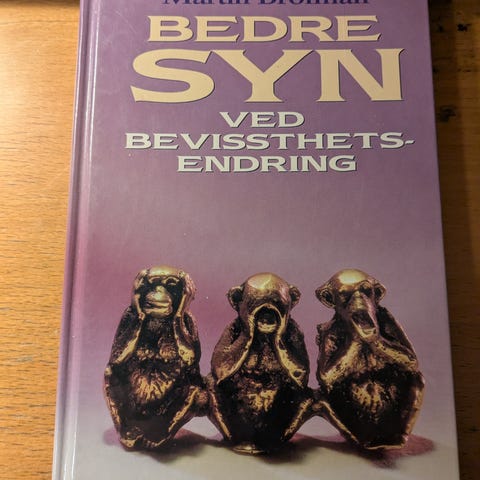 Martin Brofman
BEDRE
SYN
VED
BEVISSTHETS-
ENDRING